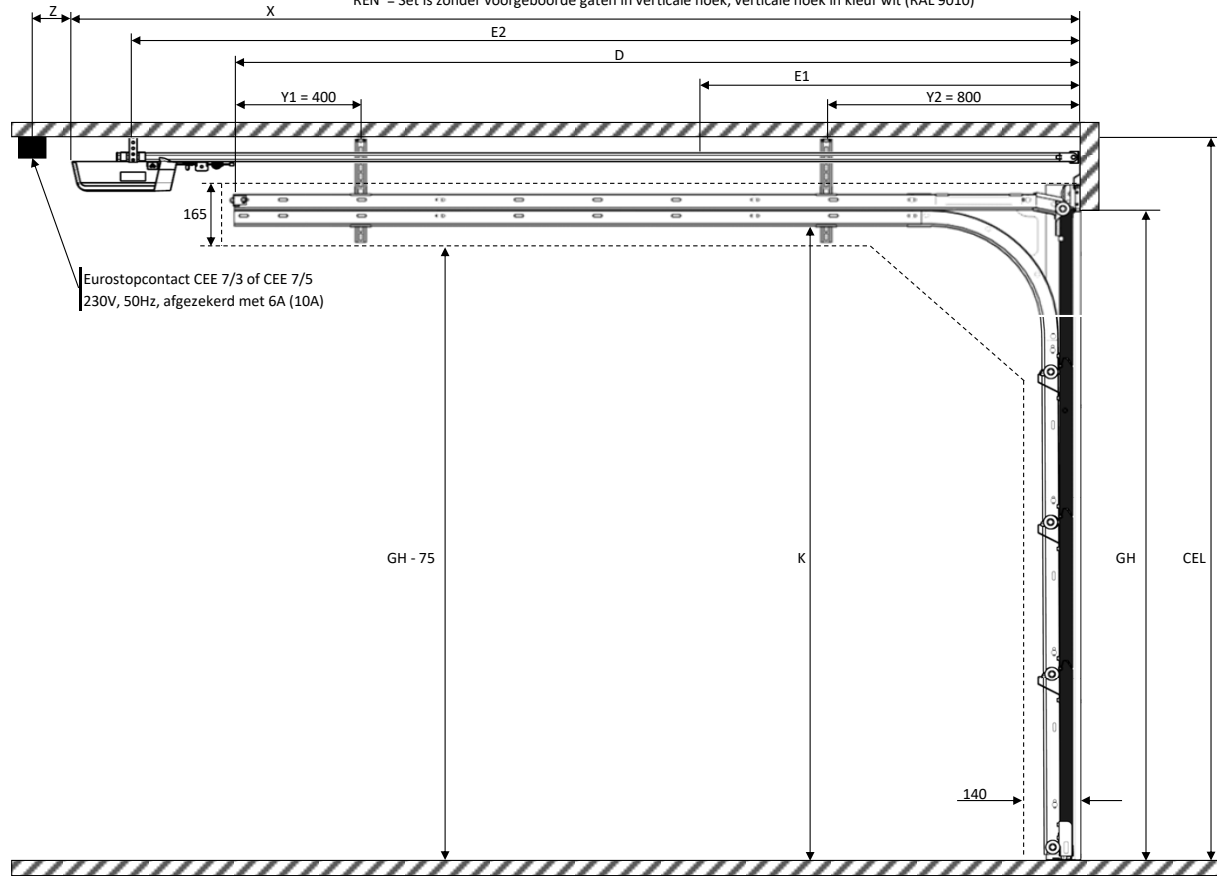 REN = Set is zonder voorgeboorde gaten in verticale hoek, verticale hoek in kleur wit (RAL 9010)
Z
X
E2
D
E1
Y1 = 400
Y2 = 800
165
Eurostopcontact CEE 7/3 of CEE 7/5
230V, 50Hz, afgezekerd met 6A (10A)
GH - 75
K
GH
CEL
140